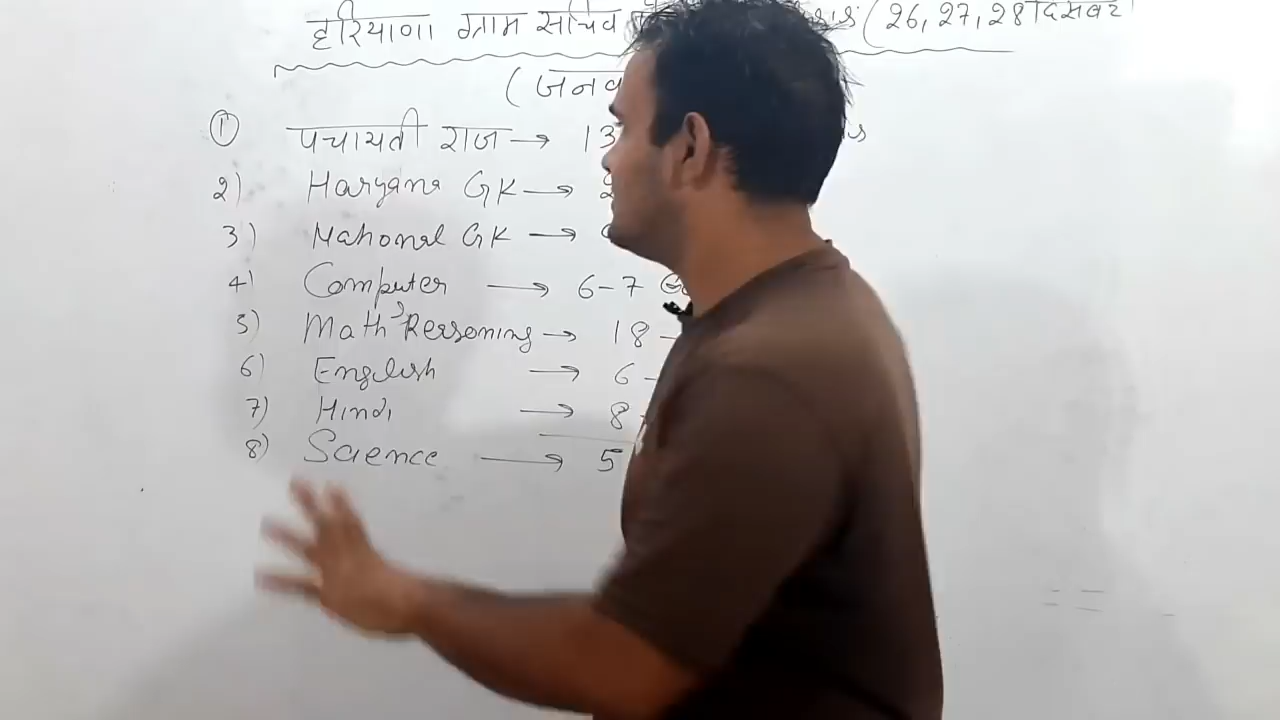 हरियाणा ग्राम सचिव (26, 27, 28 दिसंबर
(जनव
① पंचायती राज → 13
2) Haryana GK →
3) National GK →
4) Computer → 6-7
5) Math, Reasoning → 18 -
6) English → 6 -
7) Hindi → 8
8) Science → 5